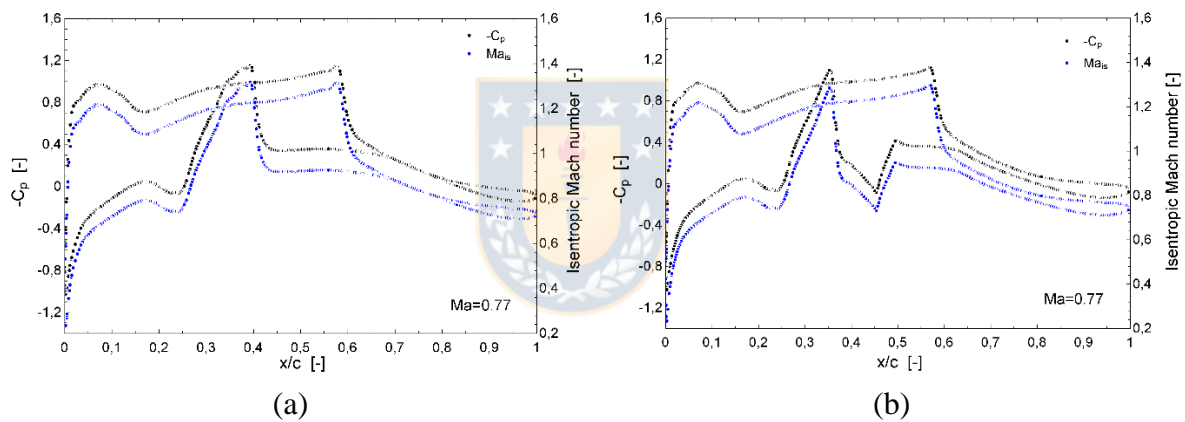 1,6
1,2
0,8
0,4
0
-0,4
-0,8
-1,2
-Cp [-]
-Cp
Mais
1,6
1,4
1,2
1
0,8
0,6
0,4
0,2
Isentropic Mach number [-]
Ma=0.77
0 0,1 0,2 0,3 0,4 0,5 0,6 0,7 0,8 0,9 1
x/c [-]
(a)
1,6
1,2
0,8
0,4
0
-0,4
-0,8
-1,2
-Cp [-]
-Cp
Mais
1,6
1,4
1,2
1
0,8
0,6
0,4
0,2
Isentropic Mach number [-]
Ma=0.77
0 0,1 0,2 0,3 0,4 0,5 0,6 0,7 0,8 0,9 1
x/c [-]
(b)